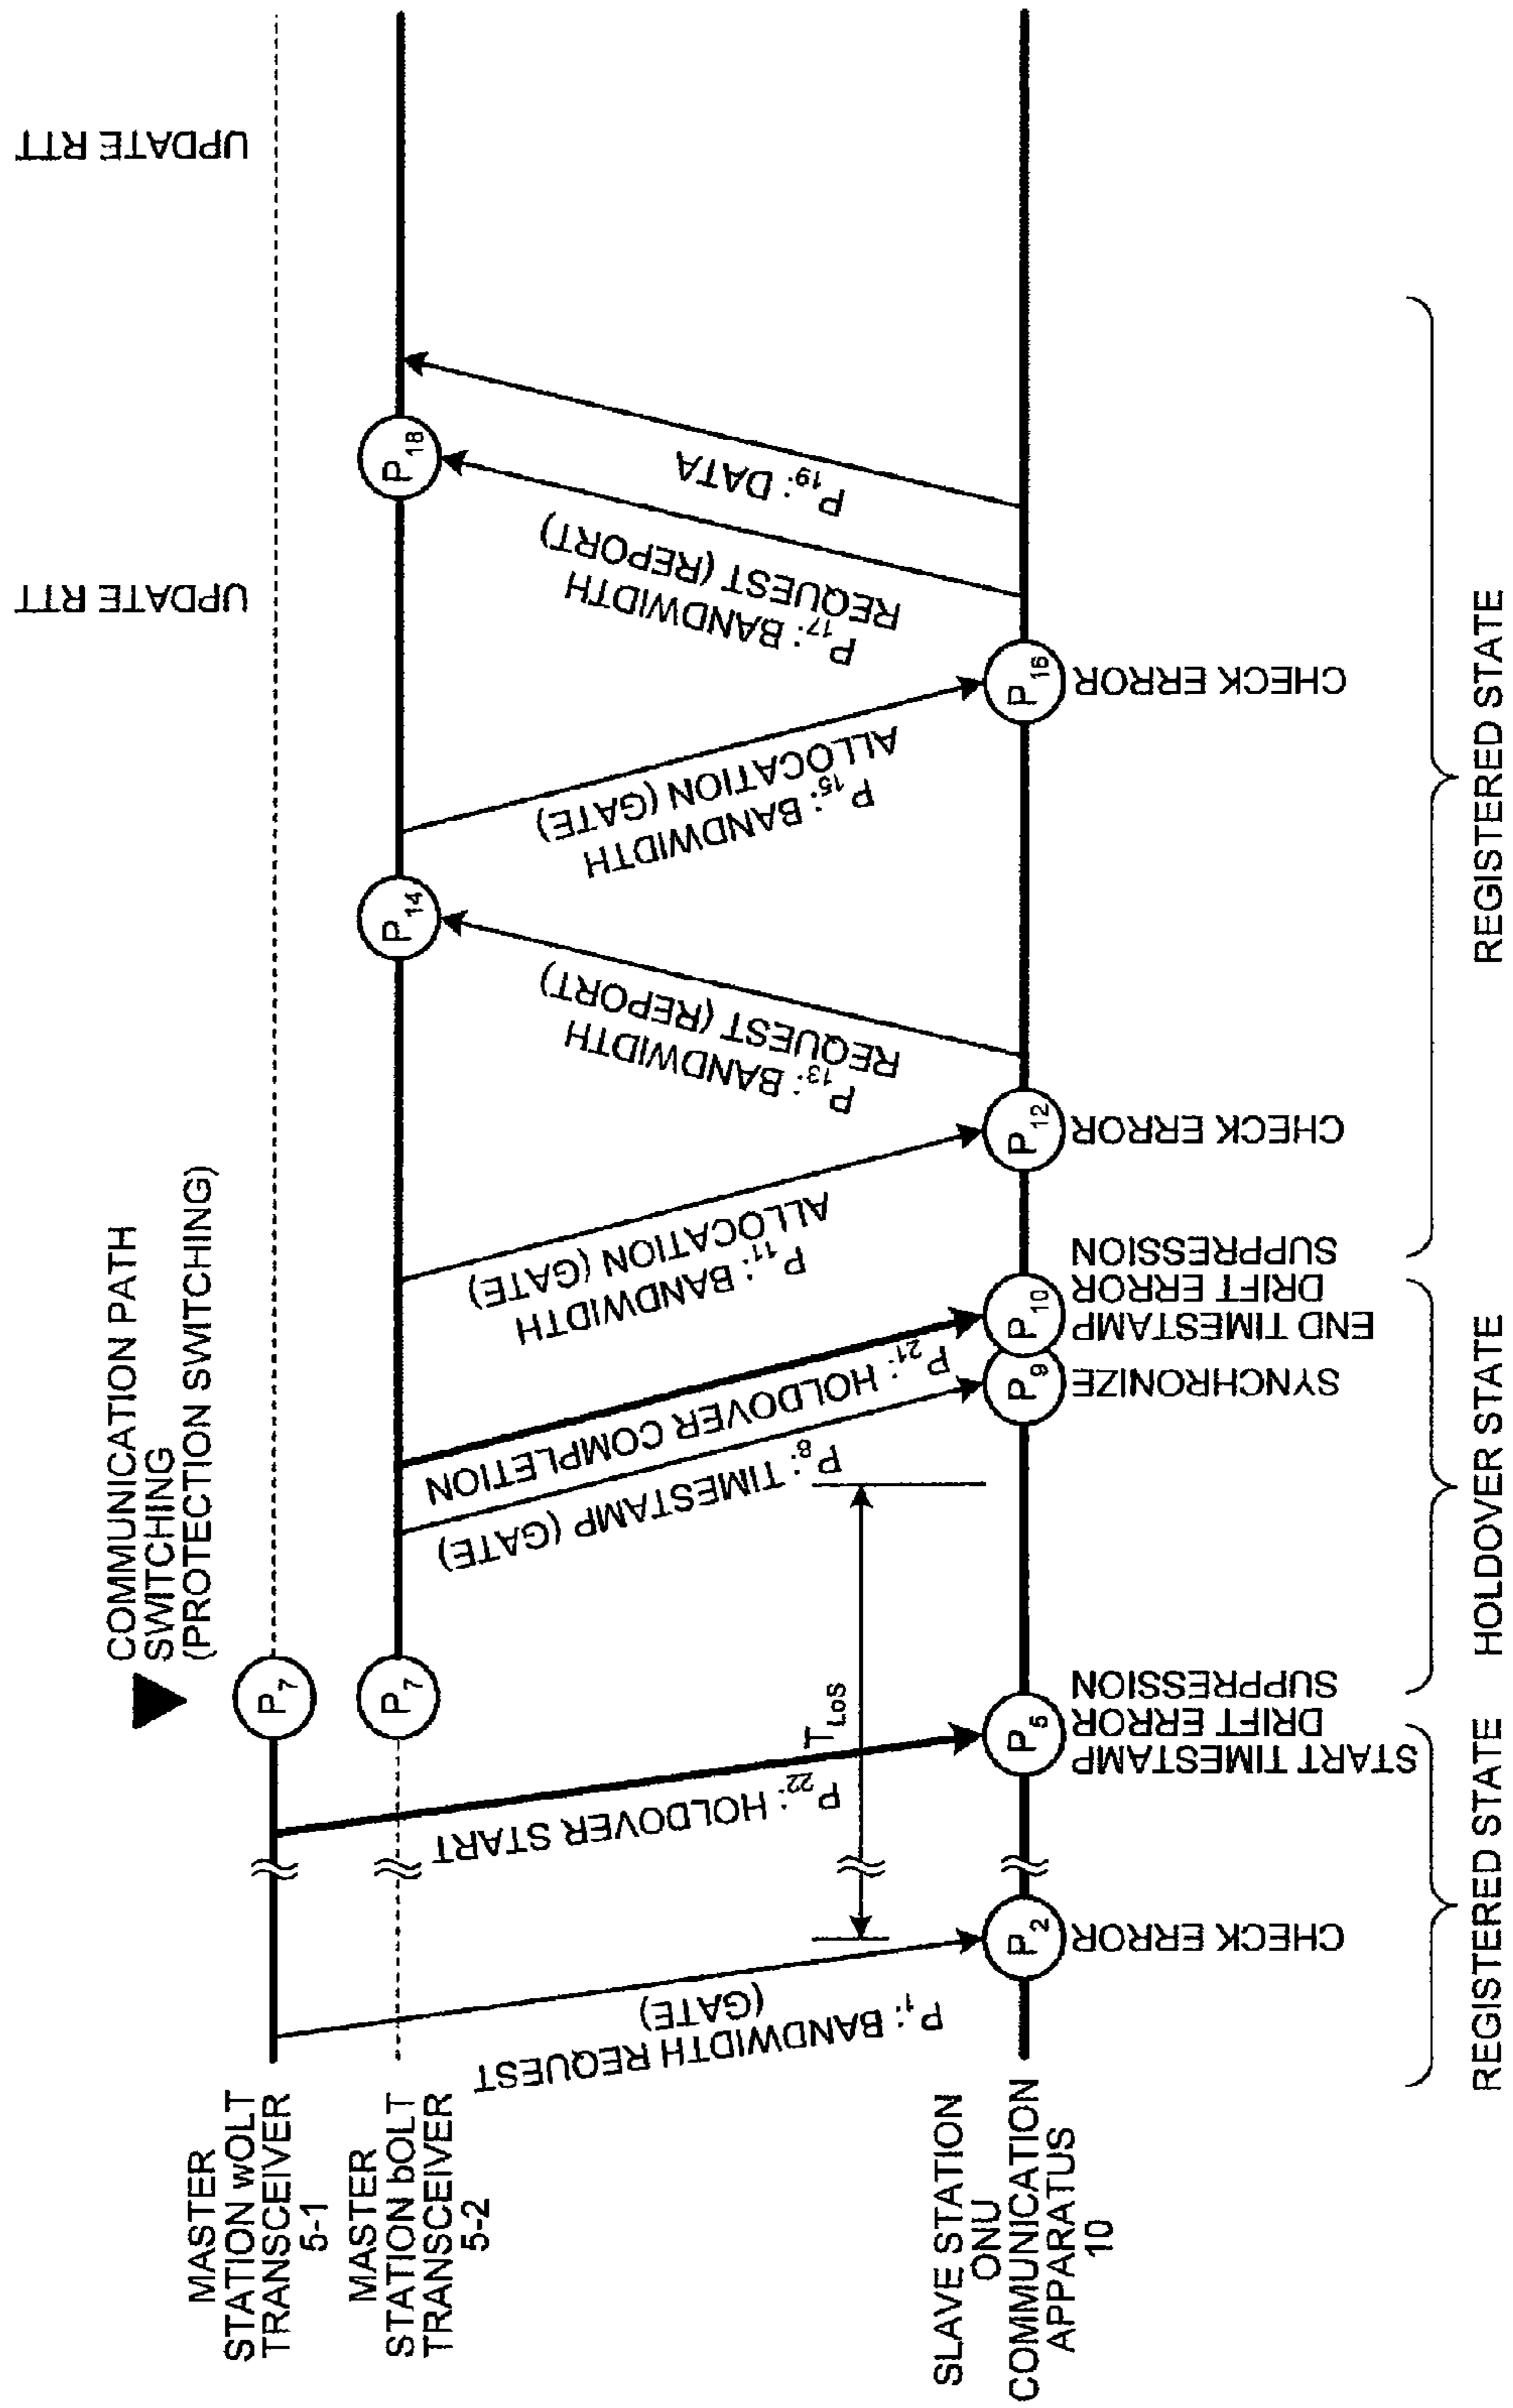 MASTER
STATION wOLT
TRANSCEIVER
5-1
MASTER
STATION bOLT
TRANSCEIVER
5-2
SLAVE STATION
ONU
COMMUNICATION
APPARATUS
10
COMMUNICATION PATH
SWITCHING
(PROTECTION SWITCHING)
UPDATE RTT
UPDATE RTT
P7
P7
P14
P18
P1: BANDWIDTH REQUEST
(GATE)
P22: HOLDOVER START
TLOS
P8: TIMESTAMP (GATE)
P21: HOLDOVER COMPLETION
P11: BANDWIDTH
ALLOCATION (GATE)
P13: BANDWIDTH
REQUEST (REPORT)
P15: BANDWIDTH
ALLOCATION (GATE)
P17: BANDWIDTH
REQUEST (REPORT)
P19: DATA
P2
P5
P9
P10
P12
P16
CHECK ERROR
START TIMESTAMP
DRIFT ERROR
SUPPRESSION
SYNCHRONIZE
END TIMESTAMP
DRIFT ERROR
SUPPRESSION
CHECK ERROR
CHECK ERROR
REGISTERED STATE
HOLDOVER STATE
REGISTERED STATE